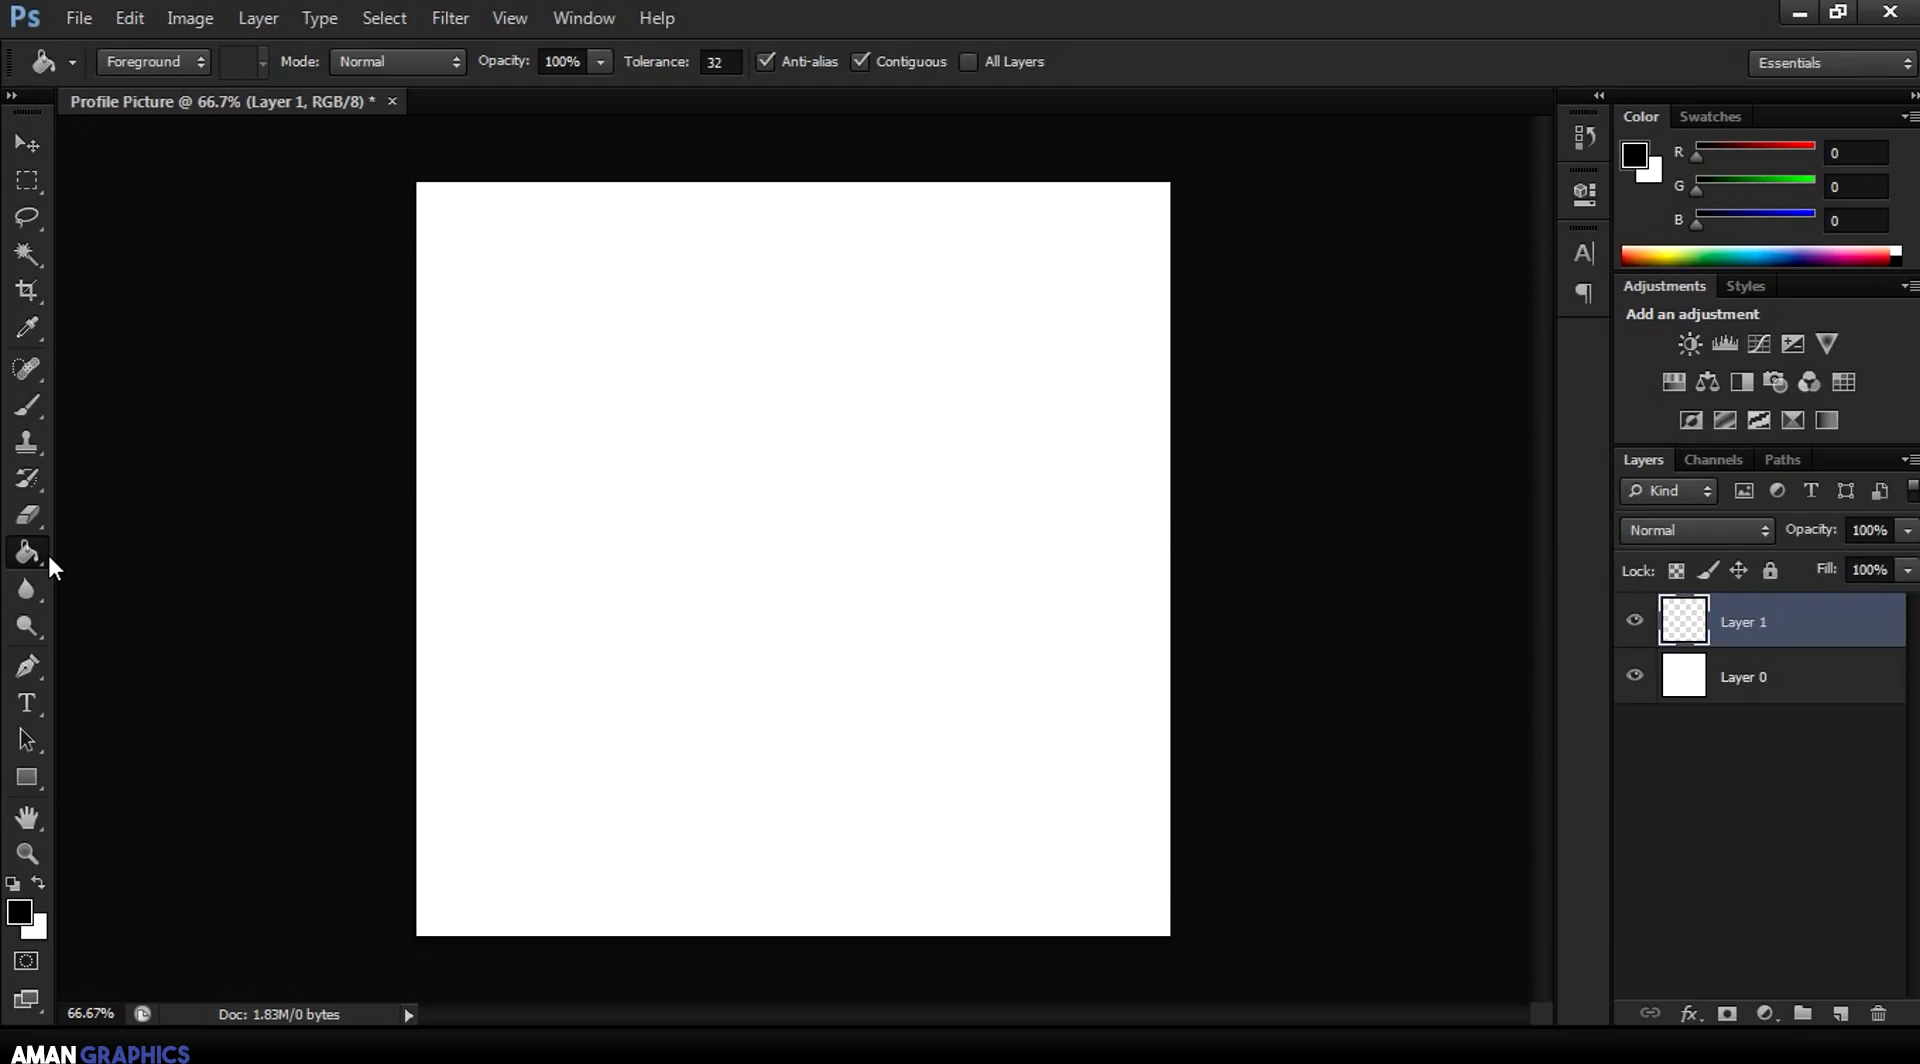 Ps File Edit Image Layer Type Select Filter View Window Help
Foreground Mode: Normal Opacity: 100% Tolerance: 32 Anti-alias Contiguous All Layers Essentials
Profile Picture @ 66.7% (Layer 1, RGB/8) * ×
Color Swatches
R 0
G 0
B 0
Adjustments Styles
Add an adjustment
Layers Channels Paths
Kind
Normal Opacity: 100%
Lock: Fill: 100%
Layer 1
Layer 0
66.67% Doc: 1.83M/0 bytes
AMAN GRAPHICS